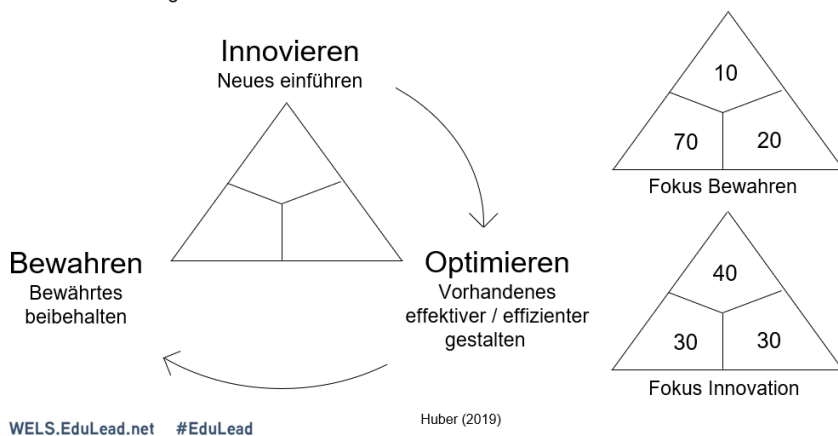 Innovieren
Neues einführen
Bewahren
Bewährtes
beibehalten
Optimieren
Vorhandenes
effektiver / effizienter
gestalten
10
70
20
Fokus Bewahren
40
30
30
Fokus Innovation
Huber (2019)
WELS.EduLead.net #EduLead